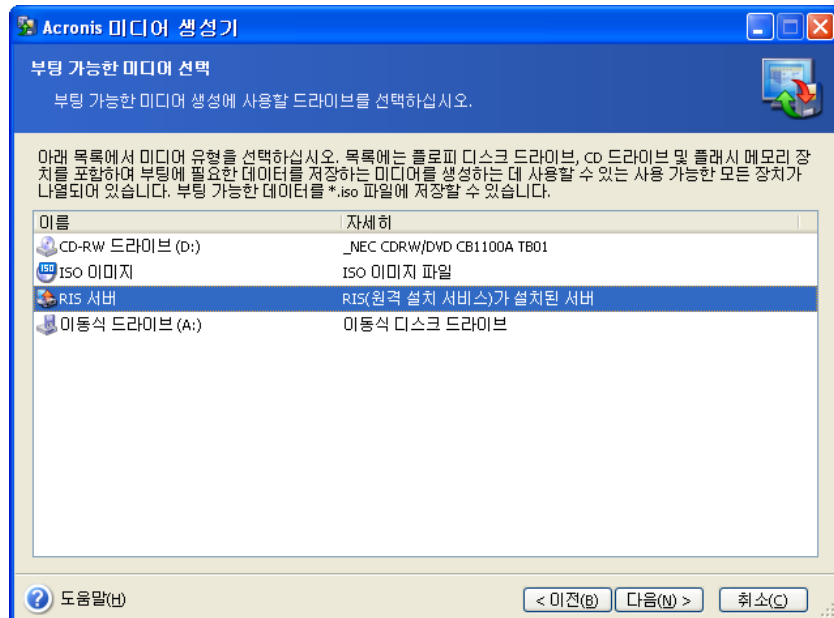 Acronis 미디어 생성기
부팅 가능한 미디어 선택
부팅 가능한 미디어 생성에 사용할 드라이브를 선택하십시오.
아래 목록에서 미디어 유형을 선택하십시오. 목록에는 플로피 디스크 드라이브, CD 드라이브 및 플래시 메모리 장
치를 포함하여 부팅에 필요한 데이터를 저장하는 미디어를 생성하는 데 사용할 수 있는 사용 가능한 모든 장치가
나열되어 있습니다. 부팅 가능한 데이터를 *.iso 파일에 저장할 수 있습니다.
이름 자세히
CD-RW 드라이브 (D:) _NEC CDRW/DVD CB1100A TB01
ISO ISO 이미지 ISO 이미지 파일
RIS 서버 RIS(원격 설치 서비스)가 설치된 서버
이동식 드라이브 (A:) 이동식 디스크 드라이브
도움말(H) < 이전(B) 다음(N) > 취소(C)